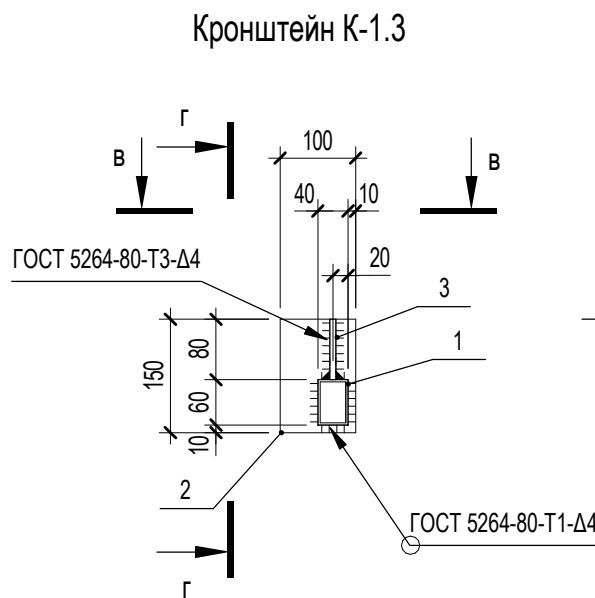 Кронштейн К-1.3
Г
100
В
В
40
10
ГОСТ 5264-80-Т3-Δ4
20
3
1
150
80
60
10
2
ГОСТ 5264-80-Т1-Δ4
Г